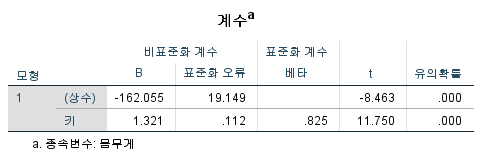 계수a
비표준화 계수 표준화 계수
모형 B 표준화 오류 베타 t 유의확률
1 (상수) -162.055 19.149 -8.463 .000
키 1.321 .112 .825 11.750 .000
a. 종속변수: 몸무게